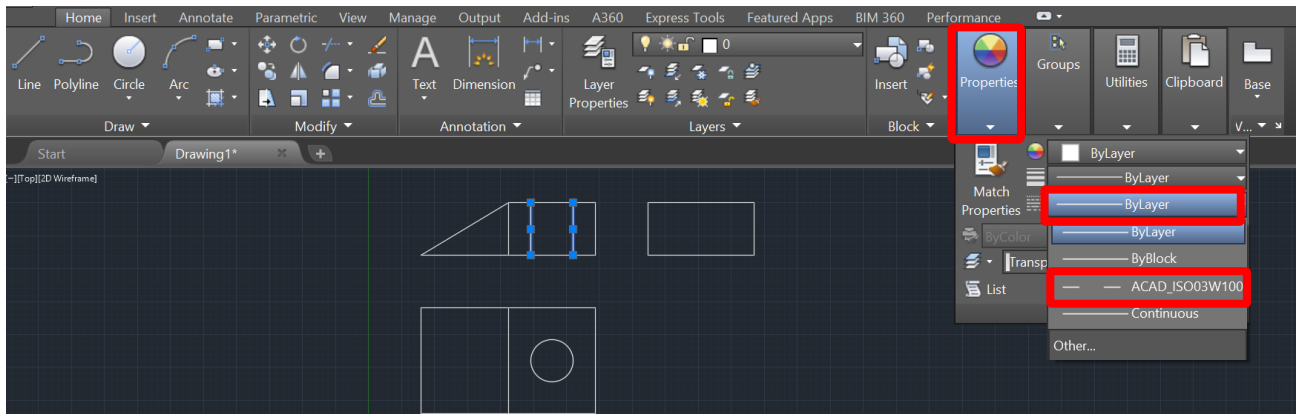 Home Insert Annotate Parametric View Manage Output Add-ins A360 Express Tools Featured Apps BIM 360 Performance
0
Line Polyline Circle Arc Text Dimension Layer Properties Insert Properties Groups Utilities Clipboard Base
Draw Modify Annotation Layers Block V...
Start Drawing1*
[−][Top][2D Wireframe]
ByLayer
Match Properties
ByLayer
ByLayer
ByLayer
ByColor
ByBlock
Transp
List
ACAD_ISO03W100
Continuous
Other...